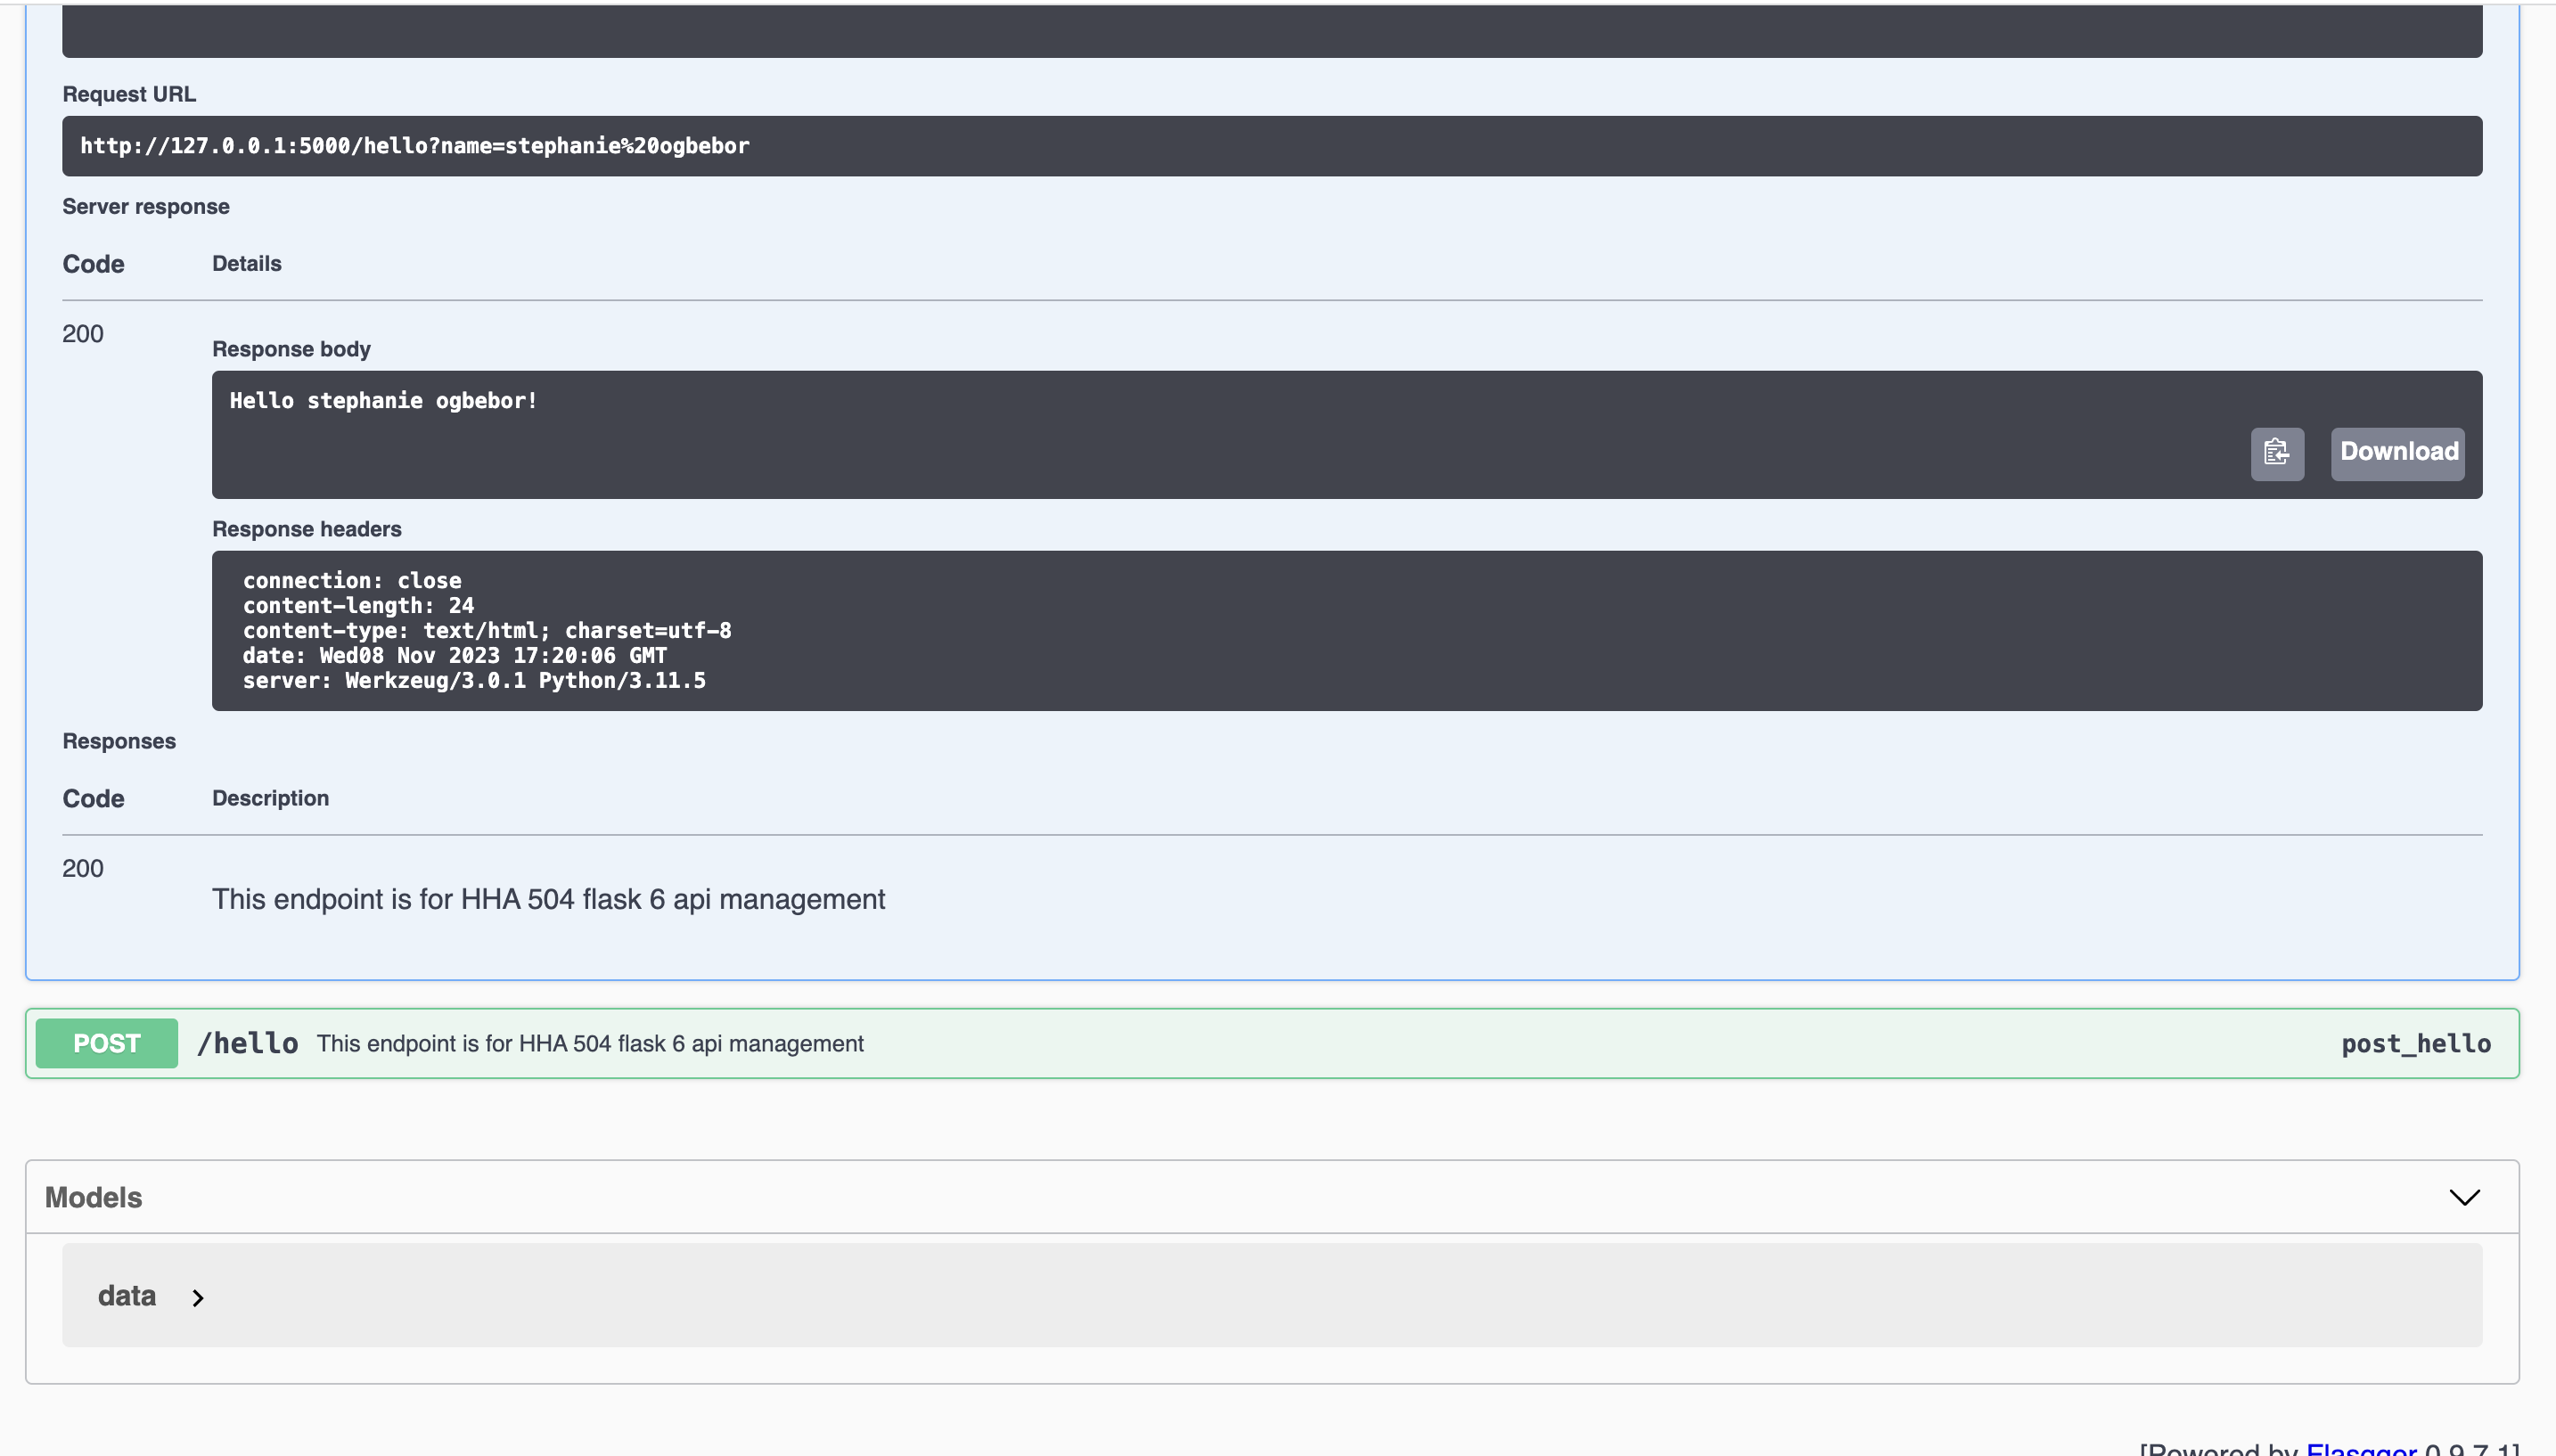 Request URL
http://127.0.0.1:5000/hello?name=stephanie%20ogbebor
Server response
Code Details
200
Response body
Hello stephanie ogbebor!
Download
Response headers
connection: close
content-length: 24
content-type: text/html; charset=utf-8
date: Wed08 Nov 2023 17:20:06 GMT
server: Werkzeug/3.0.1 Python/3.11.5
Responses
Code Description
200
This endpoint is for HHA 504 flask 6 api management
POST /hello This endpoint is for HHA 504 flask 6 api management post_hello
Models
data
[Powered by Flasgger 0.9.7.1]